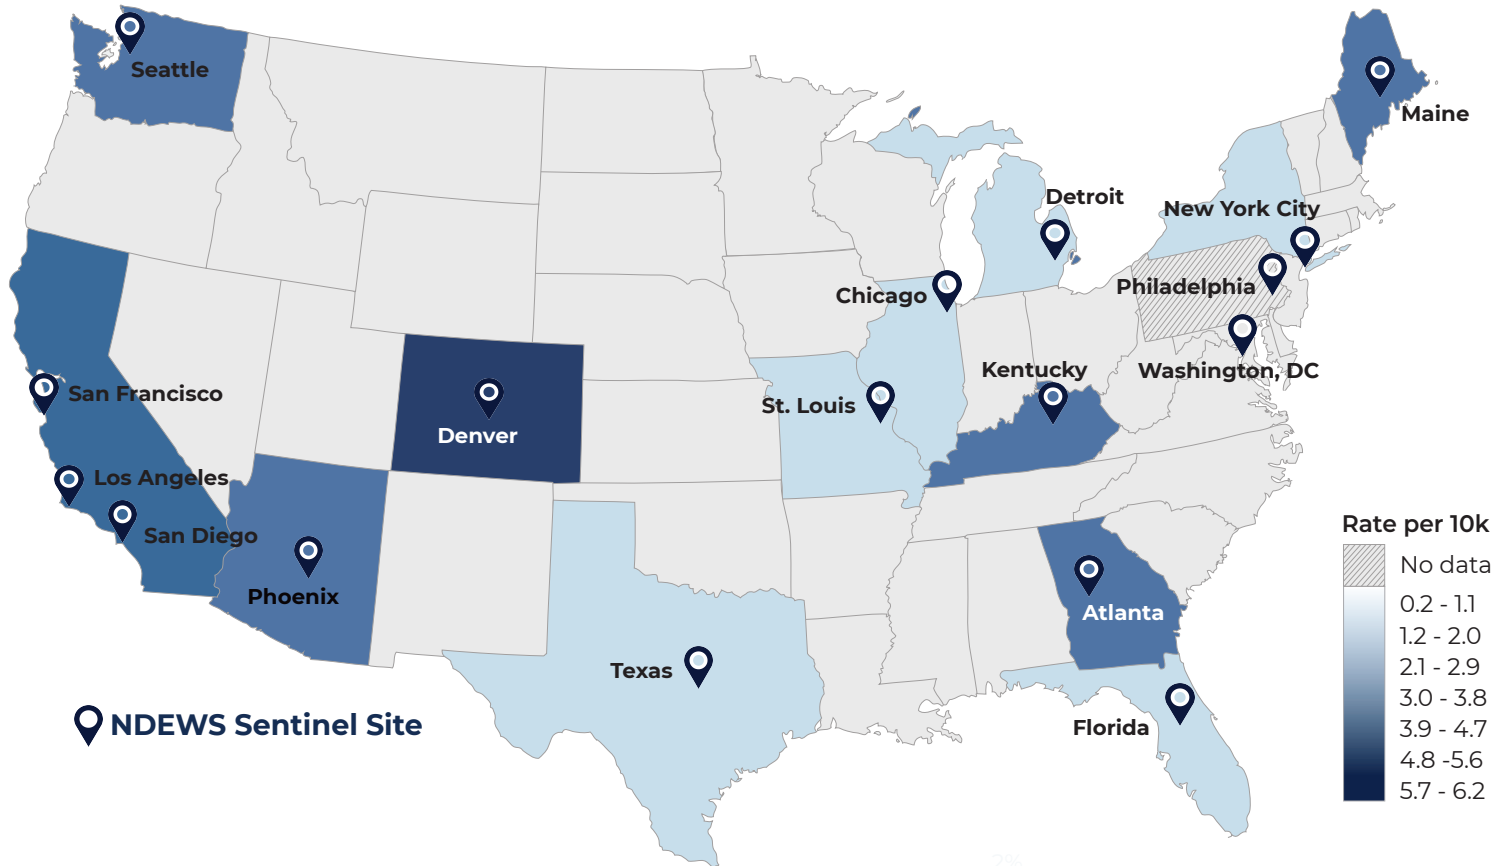 Seattle
Maine
Detroit
New York City
Philadelphia
Chicago
Washington, DC
Kentucky
San Francisco
St. Louis
Denver
Los Angeles
San Diego
Phoenix
Atlanta
Texas
Florida
NDEWS Sentinel Site
Rate per 10k
No data
0.2 - 1.1
1.2 - 2.0
2.1 - 2.9
3.0 - 3.8
3.9 - 4.7
4.8 -5.6
5.7 - 6.2
2%